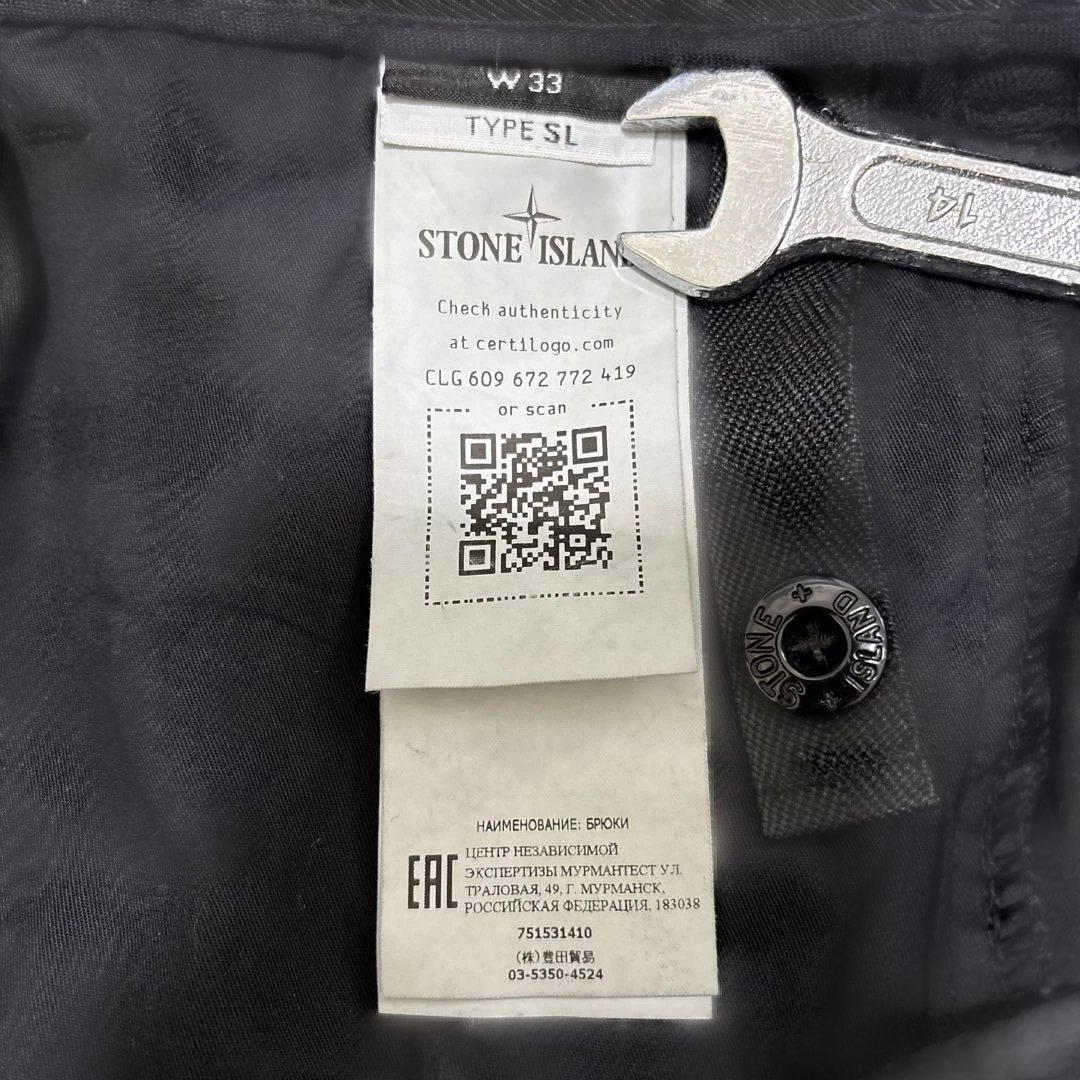 W 33
TYPE SL
14
STONE ISLAN
Check authenticity
at certilogo.com
CLG 609 672 772 419
or scan
STONE ISLAND
НАИМЕНОВАНИЕ: БРЮКИ
EAC
ЦЕНТР НЕЗАВИСИМОЙ
ЭКСПЕРТИЗЫ МУРМАНТЕСТ УЛ.
ТРАЛОВАЯ, 49, Г. МУРМАНСК,
РОССИЙСКАЯ ФЕДЕРАЦИЯ, 183038
751531410
(株)豊田貿易
03-5350-4524